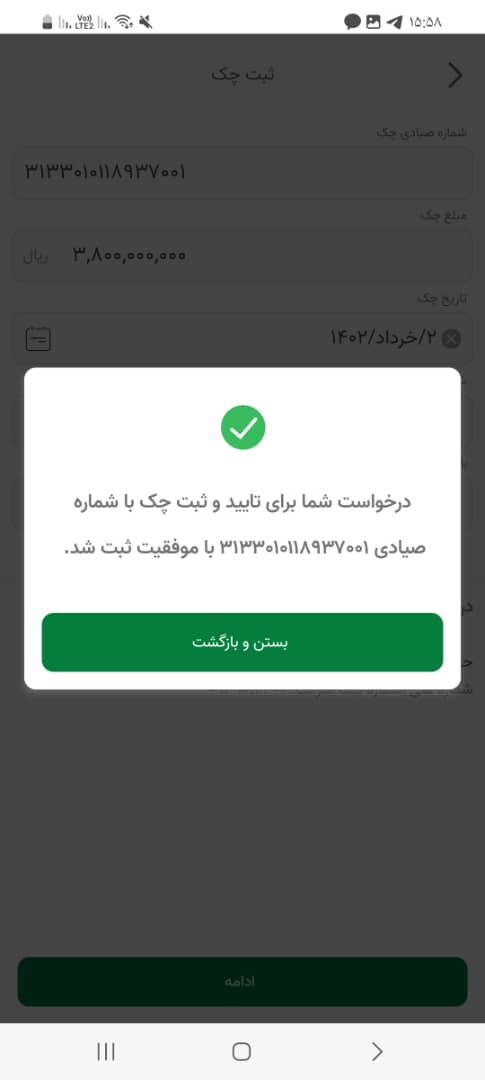 ۱۵:۵۸
Vo)) LTE2
ثبت چک
شماره صیادی چک
۳۱۳۳۰۱۰۱۱۸۹۳۷۰۰۱
مبلغ چک
۳,۸۰۰,۰۰۰,۰۰۰ ریال
تاریخ چک
۲/خرداد/۱۴۰۲
درخواست شما برای تایید و ثبت چک با شماره
صیادی ۳۱۳۳۰۱۰۱۱۸۹۳۷۰۰۱ با موفقیت ثبت شد.
بستن و بازگشت
ادامه